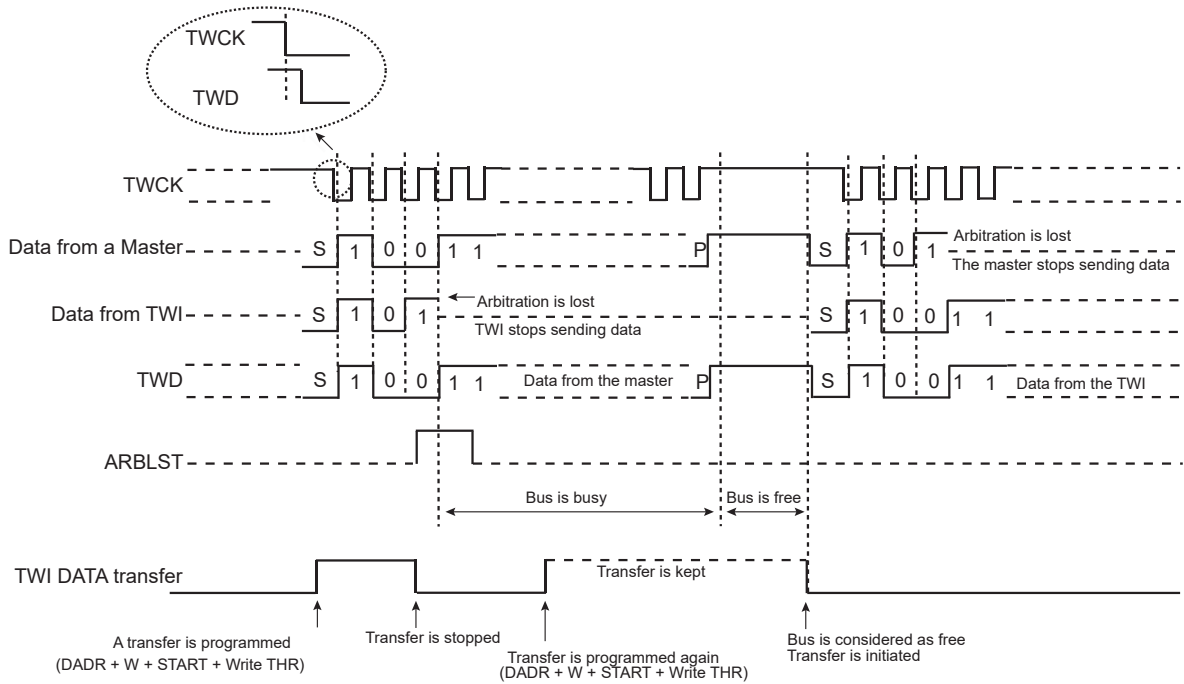 TWCK
TWD
TWCK
Data from a Master
S 1 0 0 1 1
P
S 1 0 1
Arbitration is lost
The master stops sending data
Data from TWI
S 1 0 1
Arbitration is lost
TWI stops sending data
S 1 0 0 1 1
TWD
S 1 0 0 1 1
Data from the master
P
S 1 0 0 1 1
Data from the TWI
ARBLST
Bus is busy
Bus is free
TWI DATA transfer
Transfer is kept
A transfer is programmed
(DADR + W + START + Write THR)
Transfer is stopped
Transfer is programmed again
(DADR + W + START + Write THR)
Bus is considered as free
Transfer is initiated